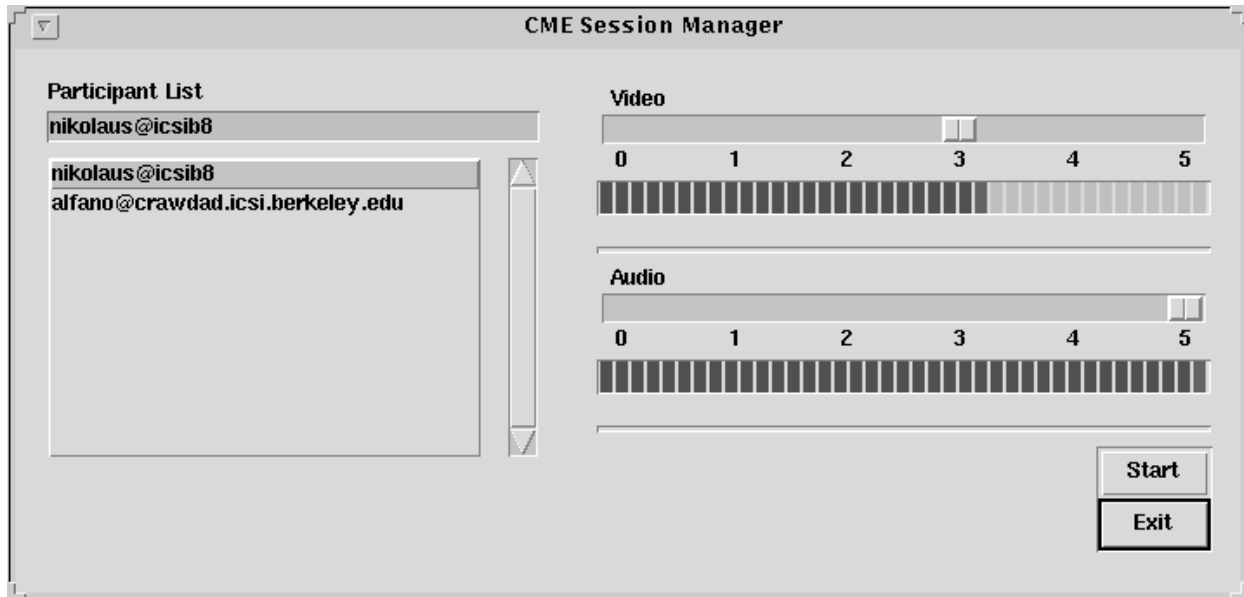 CME Session Manager
Participant List
nikolaus@icsib8
nikolaus@icsib8
alfano@crawdad.icsi.berkeley.edu
Video
0 1 2 3 4 5
Audio
0 1 2 3 4 5
Start
Exit